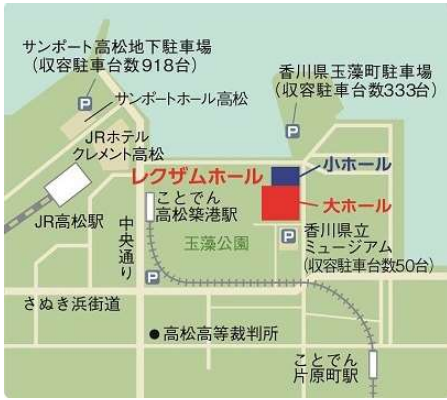 サンポート高松地下駐車場
(収容駐車台数918台)
P
サンポートホール高松
香川県玉藻町駐車場
(収容駐車台数333台)
P
JRホテル
クレメント高松
レクザムホール
小ホール
大ホール
JR高松駅
中央通り
ことでん
高松築港駅
玉藻公園
P
香川県立
ミュージアム
(収容駐車台数50台)
P
さぬき浜街道
●高松高等裁判所
ことでん
片原町駅